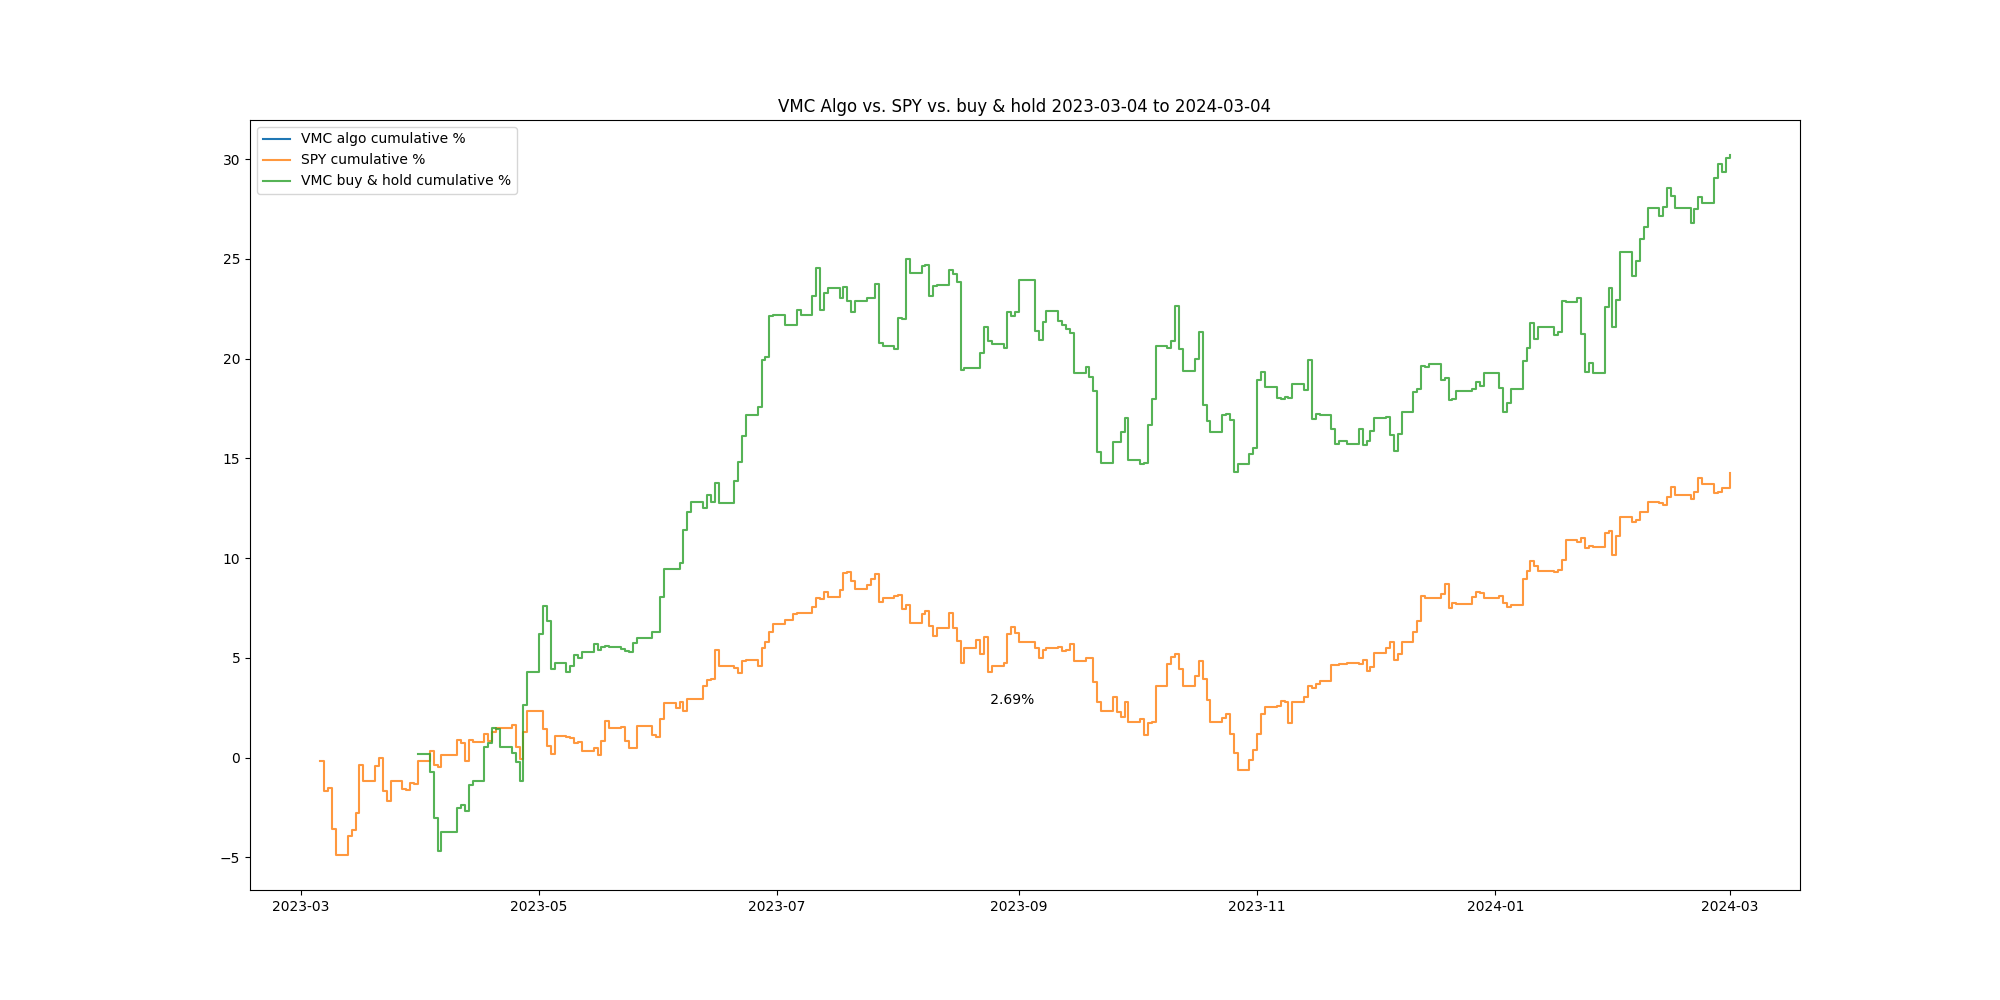 VMC Algo vs. SPY vs. buy & hold 2023-03-04 to 2024-03-04
VMC algo cumulative %
SPY cumulative %
VMC buy & hold cumulative %
30
25
20
15
10
5
0
−5
2.69%
2023-03 2023-05 2023-07 2023-09 2023-11 2024-01 2024-03